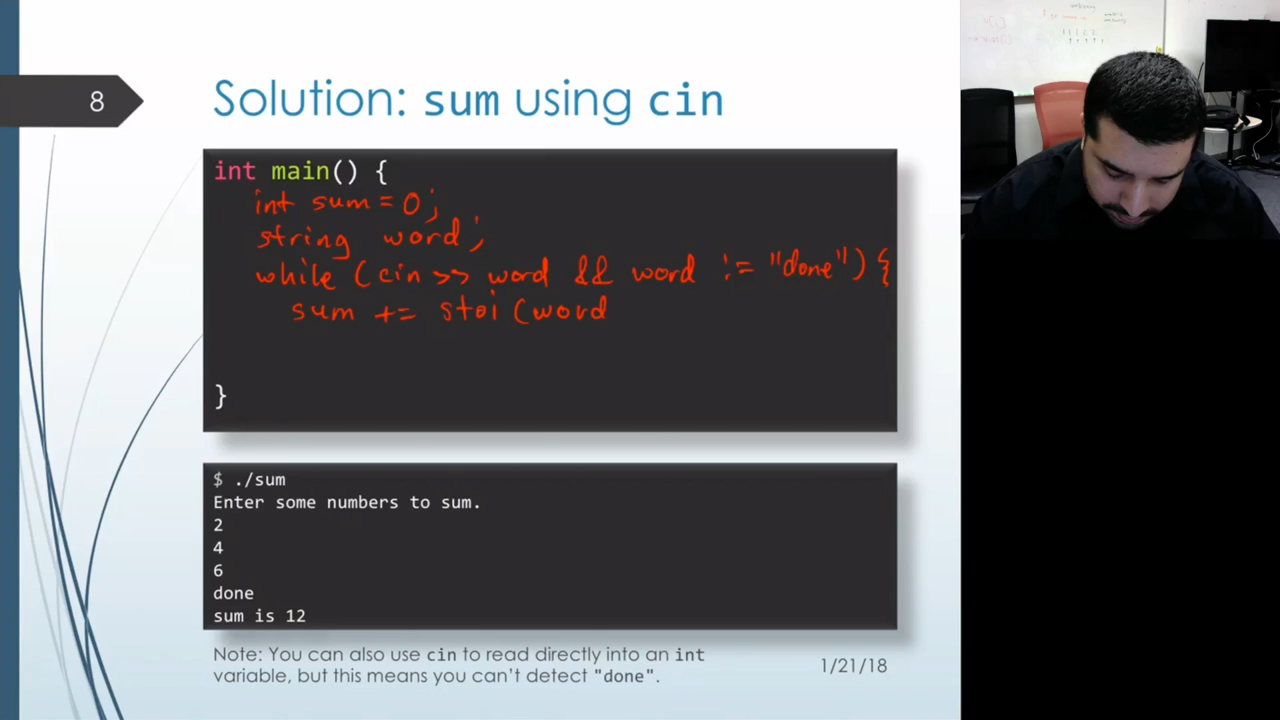 8
Solution: sum using cin
int main() {
int sum = 0;
string word;
while (cin >> word && word != "done") {
sum += stoi (word
}
$ ./sum
Enter some numbers to sum.
2
4
6
done
sum is 12
Note: You can also use cin to read directly into an int
variable, but this means you can't detect "done".
1/21/18